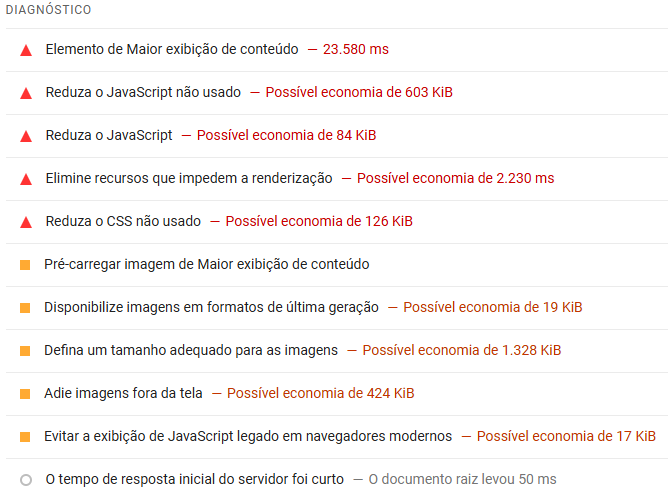 DIAGNÓSTICO
Elemento de Maior exibição de conteúdo — 23.580 ms
Reduza o JavaScript não usado — Possível economia de 603 KiB
Reduza o JavaScript — Possível economia de 84 KiB
Elimine recursos que impedem a renderização — Possível economia de 2.230 ms
Reduza o CSS não usado — Possível economia de 126 KiB
Pré-carregar imagem de Maior exibição de conteúdo
Disponibilize imagens em formatos de última geração — Possível economia de 19 KiB
Defina um tamanho adequado para as imagens — Possível economia de 1.328 KiB
Adie imagens fora da tela — Possível economia de 424 KiB
Evitar a exibição de JavaScript legado em navegadores modernos — Possível economia de 17 KiB
O tempo de resposta inicial do servidor foi curto — O documento raiz levou 50 ms